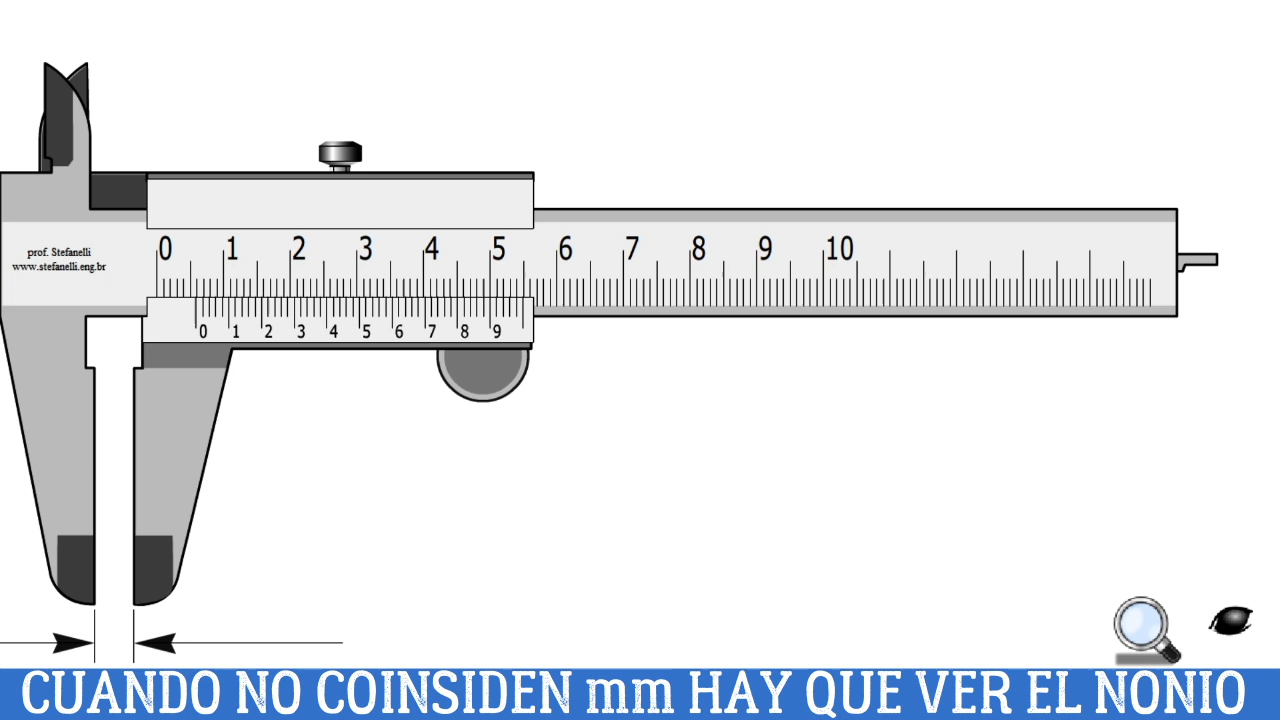 prof. Stefanelli
www.stefanelli.eng.br
0 1 2 3 4 5 6 7 8 9 10
0 1 2 3 4 5 6 7 8 9
CUANDO NO COINSIDEN mm HAY QUE VER EL NONIO